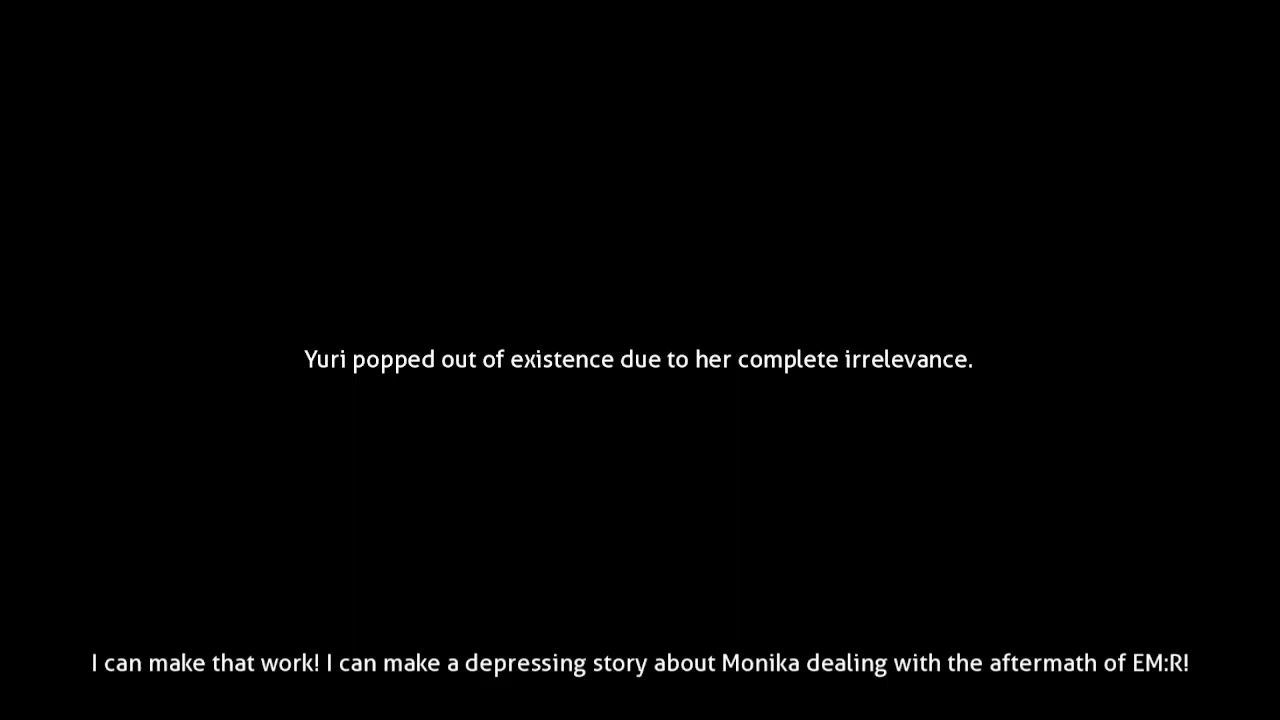 Yuri popped out of existence due to her complete irrelevance.
I can make that work! I can make a depressing story about Monika dealing with the aftermath of EM:R!